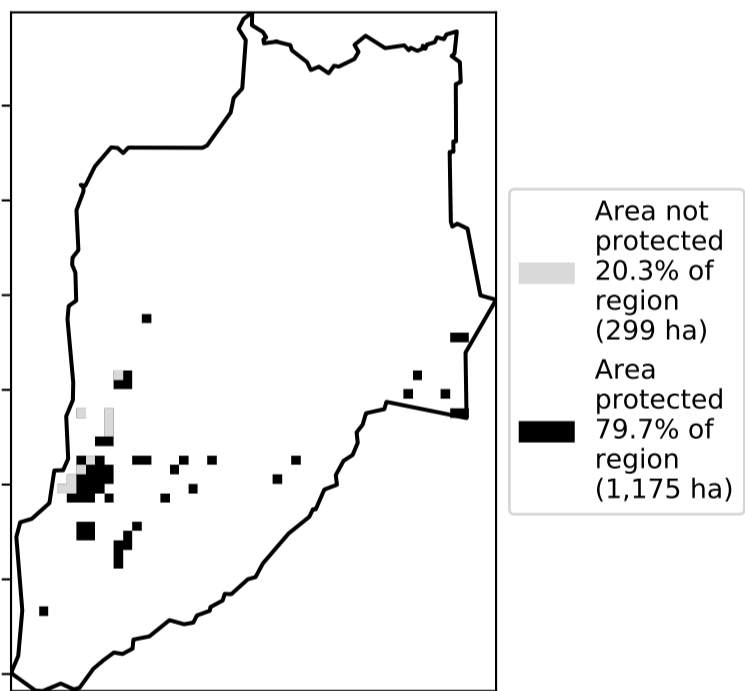 Area not
protected
20.3% of
region
(299 ha)
Area
protected
79.7% of
region
(1,175 ha)